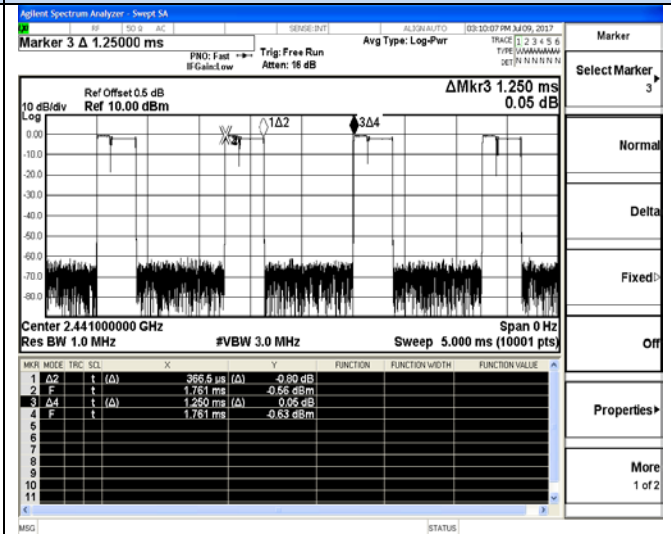 Agilent Spectrum Analyzer - Swept SA
RF 50 Ω AC SENSE:INT ALIGN AUTO 03:10:07 PM Jul 09, 2017
Marker 3 Δ 1.25000 ms
PNO: Fast
IFGain:Low
Trig: Free Run
Atten: 16 dB
Avg Type: Log-Pwr
TRACE 1 2 3 4 5 6
TYPE
DET N N N N N N
Ref Offset 0.5 dB
10 dB/div Ref 10.00 dBm
Log
ΔMkr3 1.250 ms
0.05 dB
1Δ2
3Δ4
0.00
-10.0
-20.0
-30.0
-40.0
-50.0
-60.0
-70.0
-80.0
Center 2.441000000 GHz Span 0 Hz
Res BW 1.0 MHz #VBW 3.0 MHz Sweep 5.000 ms (10001 pts)
MKR MODE TRC SCL X Y FUNCTION FUNCTION WIDTH FUNCTION VALUE
1 Δ2 t (Δ) 366.5 µs (Δ) -0.80 dB
2 F t 1.761 ms -0.56 dBm
3 Δ4 t (Δ) 1.250 ms (Δ) 0.05 dB
4 F t 1.761 ms -0.63 dBm
5
6
7
8
9
10
11
MSG STATUS
Marker
Select Marker
3
Normal
Delta
Fixed
Off
Properties
More
1 of 2